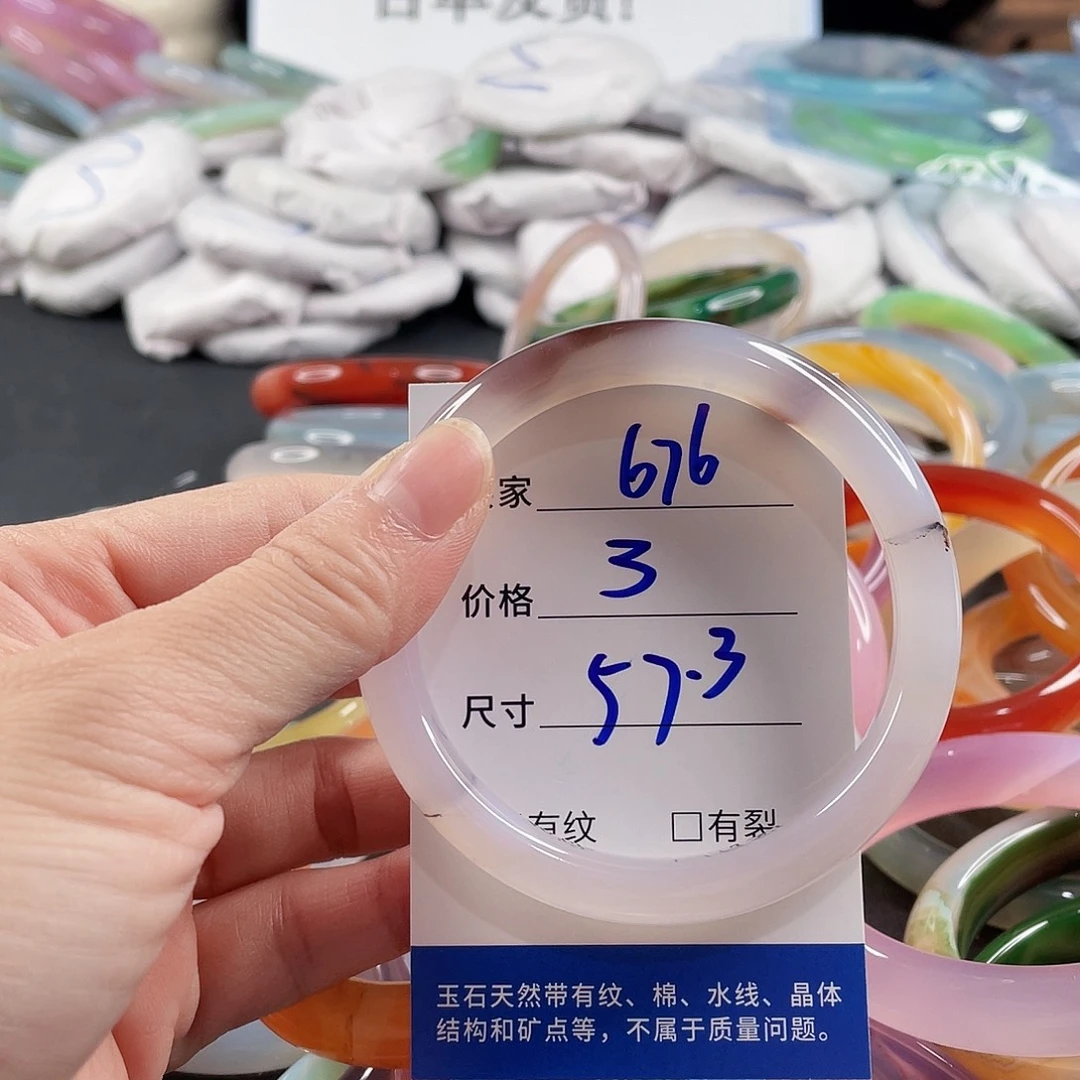 家 676
价格 3
尺寸 57.3
有纹 □有裂
玉石天然带有纹、棉、水线、晶体
结构和矿点等，不属于质量问题。